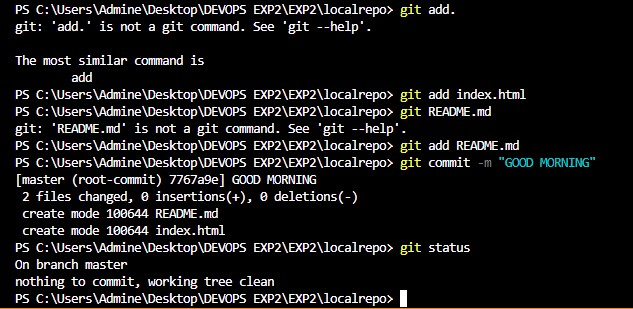 PS C:\Users\Admine\Desktop\DEVOPS EXP2\EXP2\localrepo> git add.
git: 'add.' is not a git command. See 'git --help'.
The most similar command is
add
PS C:\Users\Admine\Desktop\DEVOPS EXP2\EXP2\localrepo> git add index.html
PS C:\Users\Admine\Desktop\DEVOPS EXP2\EXP2\localrepo> git README.md
git: 'README.md' is not a git command. See 'git --help'.
PS C:\Users\Admine\Desktop\DEVOPS EXP2\EXP2\localrepo> git add README.md
PS C:\Users\Admine\Desktop\DEVOPS EXP2\EXP2\localrepo> git commit -m "GOOD MORNING"
[master (root-commit) 7767a9e] GOOD MORNING
2 files changed, 0 insertions(+), 0 deletions(-)
create mode 100644 README.md
create mode 100644 index.html
PS C:\Users\Admine\Desktop\DEVOPS EXP2\EXP2\localrepo> git status
On branch master
nothing to commit, working tree clean
PS C:\Users\Admine\Desktop\DEVOPS EXP2\EXP2\localrepo>